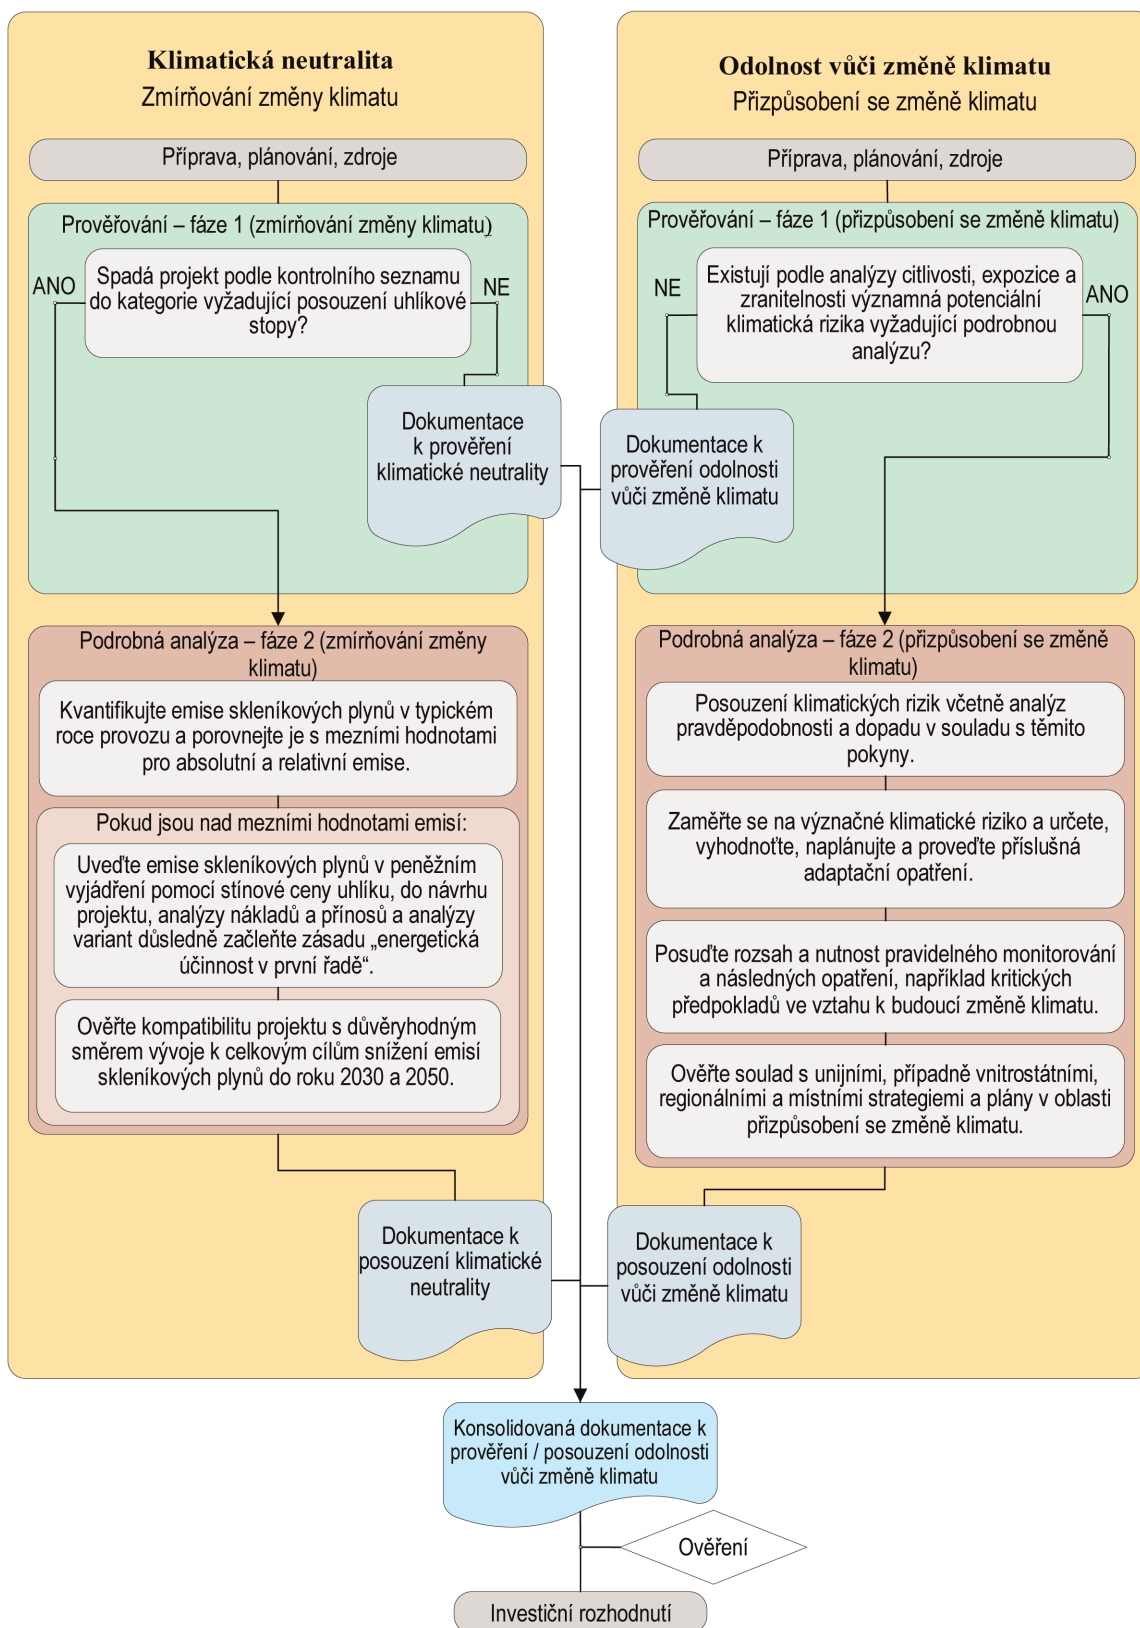 Klimatická neutralita
Zmírňování změny klimatu
Příprava, plánování, zdroje
Prověřování – fáze 1 (zmírňování změny klimatu)
ANO
Spadá projekt podle kontrolního seznamu
do kategorie vyžadující posouzení uhlíkové
stopy?
NE
Dokumentace
k prověření
klimatické neutrality
Podrobná analýza – fáze 2 (zmírňování změny
klimatu)
Kvantifikujte emise skleníkových plynů v typickém
roce provozu a porovnejte je s mezními hodnotami
pro absolutní a relativní emise.
Pokud jsou nad mezními hodnotami emisí:
Uveďte emise skleníkových plynů v peněžním
vyjádření pomocí stínové ceny uhlíku, do návrhu
projektu, analýzy nákladů a přínosů a analýzy
variant důsledně začleňte zásadu „energetická
účinnost v první řadě“.
Ověřte kompatibilitu projektu s důvěryhodným
směrem vývoje k celkovým cílům snížení emisí
skleníkových plynů do roku 2030 a 2050.
Dokumentace k
posouzení klimatické
neutrality
Odolnost vůči změně klimatu
Přizpůsobení se změně klimatu
Příprava, plánování, zdroje
Prověřování – fáze 1 (přizpůsobení se změně klimatu)
NE
Existují podle analýzy citlivosti, expozice a
zranitelnosti významná potenciální
klimatická rizika vyžadující podrobnou
analýzu?
ANO
Dokumentace k
prověření odolnosti
vůči změně klimatu
Podrobná analýza – fáze 2 (přizpůsobení se změně
klimatu)
Posouzení klimatických rizik včetně analýz
pravděpodobnosti a dopadu v souladu s těmito
pokyny.
Zaměřte se na význačné klimatické riziko a určete,
vyhodnoťte, naplánujte a proveďte příslušná
adaptační opatření.
Posuďte rozsah a nutnost pravidelného monitorování
a následných opatření, například kritických
předpokladů ve vztahu k budoucí změně klimatu.
Ověřte soulad s unijními, případně vnitrostátními,
regionálními a místními strategiemi a plány v oblasti
přizpůsobení se změně klimatu.
Dokumentace k
posouzení odolnosti
vůči změně klimatu
Konsolidovaná dokumentace k
prověření / posouzení odolnosti
vůči změně klimatu
Ověření
Investiční rozhodnutí